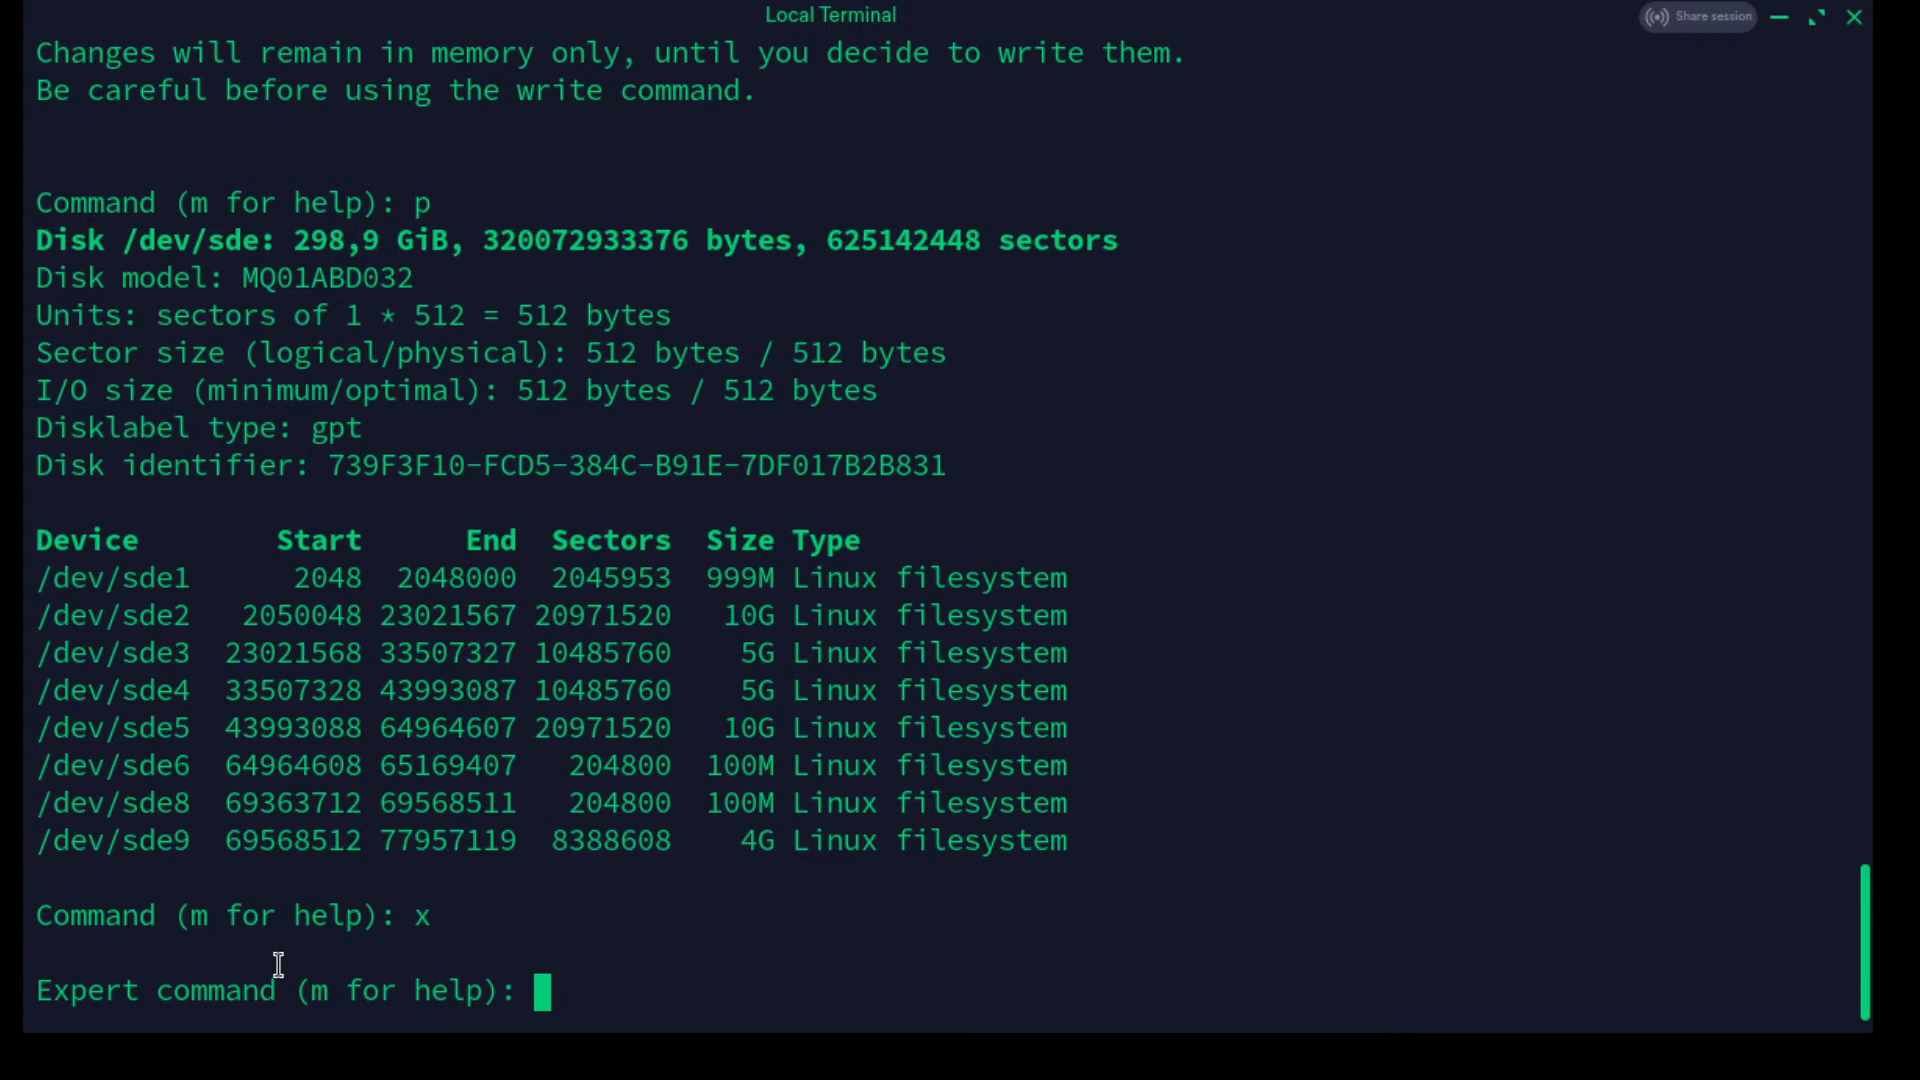 Local Terminal
Share session
Changes will remain in memory only, until you decide to write them.
Be careful before using the write command.
Command (m for help): p
Disk /dev/sde: 298,9 GiB, 320072933376 bytes, 625142448 sectors
Disk model: MQ01ABD032
Units: sectors of 1 * 512 = 512 bytes
Sector size (logical/physical): 512 bytes / 512 bytes
I/O size (minimum/optimal): 512 bytes / 512 bytes
Disklabel type: gpt
Disk identifier: 739F3F10-FCD5-384C-B91E-7DF017B2B831
Device Start End Sectors Size Type
/dev/sde1 2048 2048000 2045953 999M Linux filesystem
/dev/sde2 2050048 23021567 20971520 10G Linux filesystem
/dev/sde3 23021568 33507327 10485760 5G Linux filesystem
/dev/sde4 33507328 43993087 10485760 5G Linux filesystem
/dev/sde5 43993088 64964607 20971520 10G Linux filesystem
/dev/sde6 64964608 65169407 204800 100M Linux filesystem
/dev/sde8 69363712 69568511 204800 100M Linux filesystem
/dev/sde9 69568512 77957119 8388608 4G Linux filesystem
Command (m for help): x
Expert command (m for help):